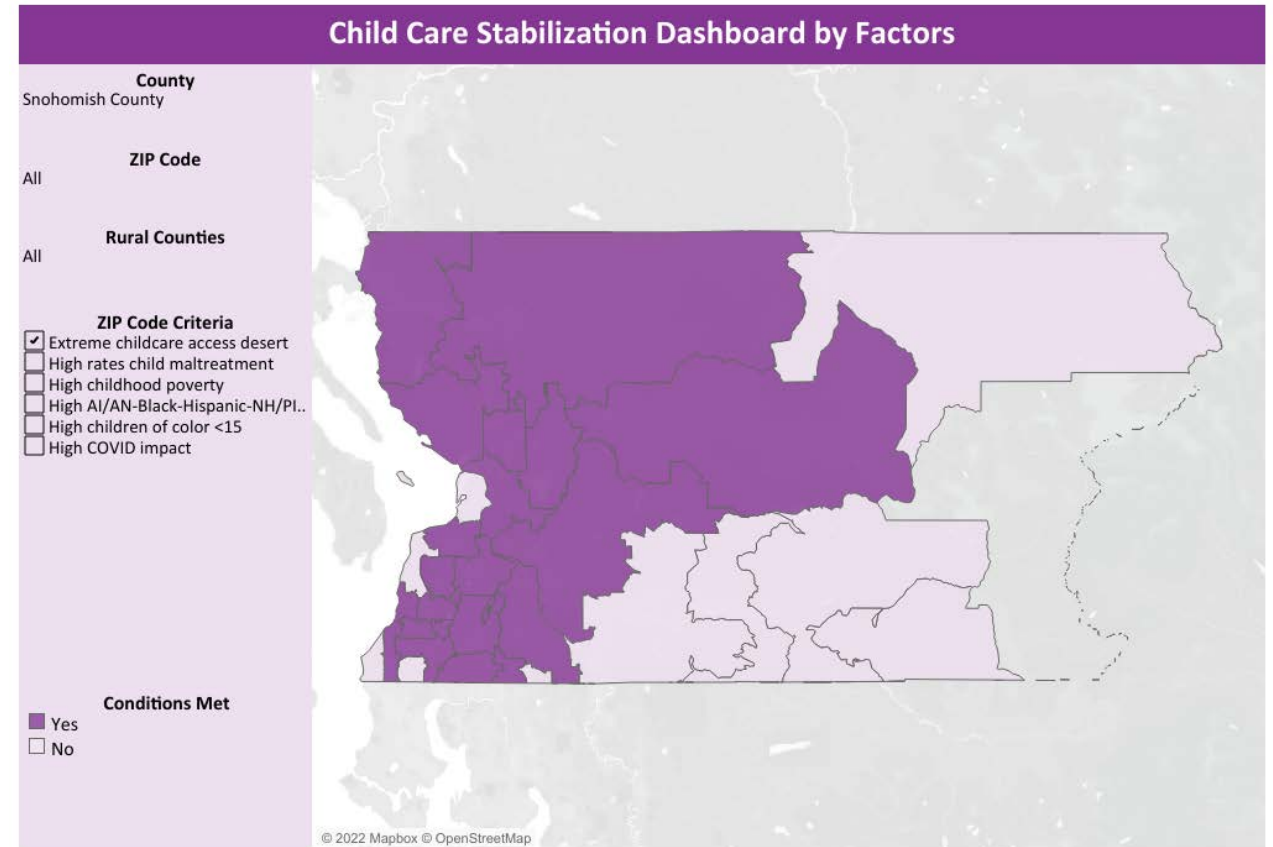 Child Care Stabilization Dashboard by Factors
County
Snohomish County
ZIP Code
All
Rural Counties
All
ZIP Code Criteria
Extreme childcare access desert
High rates child maltreatment
High childhood poverty
High AI/AN-Black-Hispanic-NH/PI..
High children of color <15
High COVID impact
Conditions Met
Yes
No
© 2022 Mapbox © OpenStreetMap